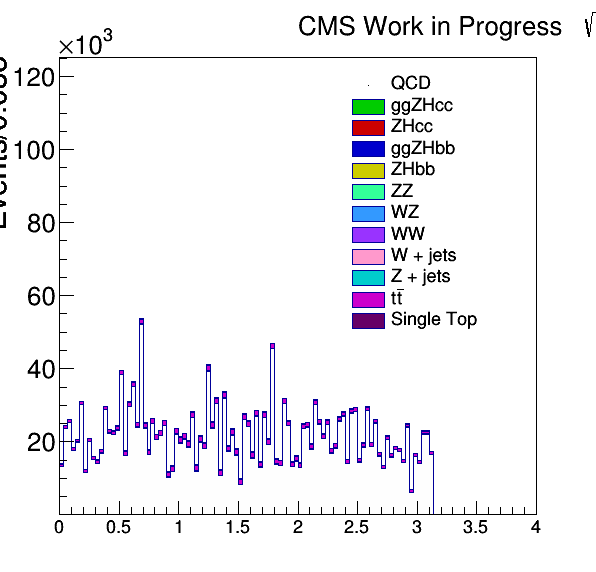 CMS Work in Progress √
×10³
120
100
80
60
40
20
0 0.5 1 1.5 2 2.5 3 3.5 4
QCD
ggZHcc
ZHcc
ggZHbb
ZHbb
ZZ
WZ
WW
W + jets
Z + jets
tt̄
Single Top